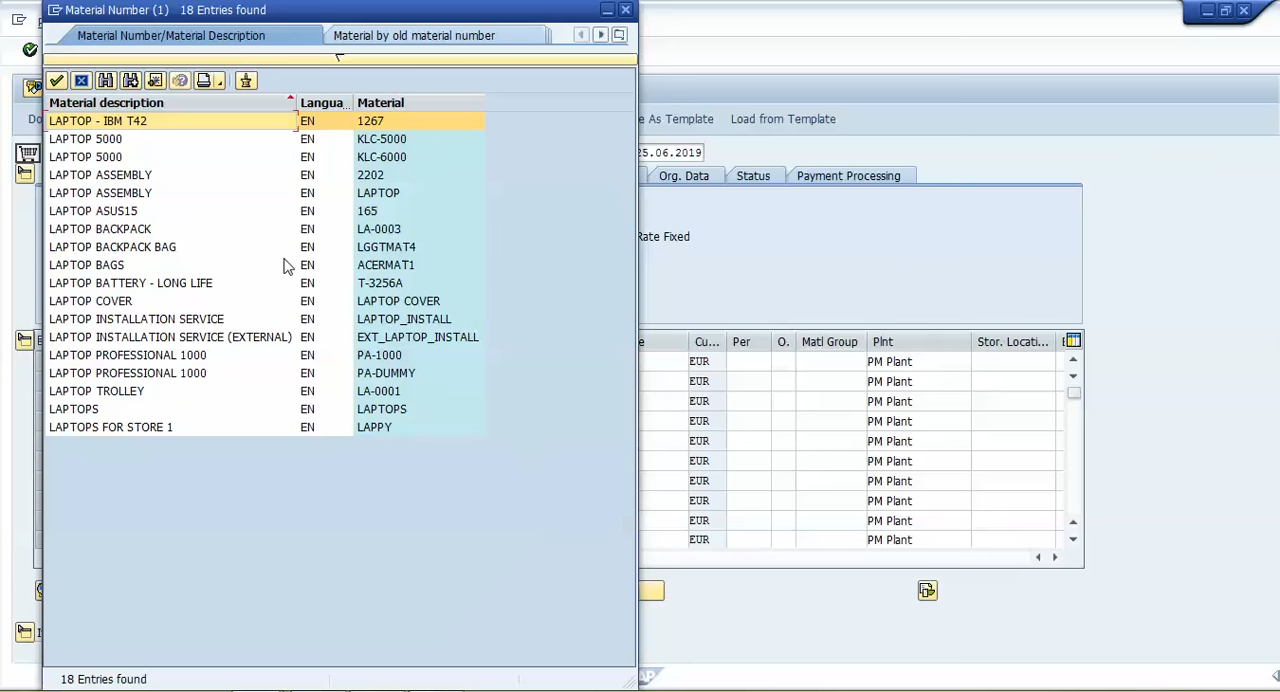 Material Number (1) 18 Entries found
Material Number/Material Description
Material by old material number
Material description Langua... Material
LAPTOP - IBM T42 EN 1267
LAPTOP 5000 EN KLC-5000
LAPTOP 5000 EN KLC-6000
LAPTOP ASSEMBLY EN 2202
LAPTOP ASSEMBLY EN LAPTOP
LAPTOP ASUS15 EN 165
LAPTOP BACKPACK EN LA-0003
LAPTOP BACKPACK BAG EN LGGTMAT4
LAPTOP BAGS EN ACERMAT1
LAPTOP BATTERY - LONG LIFE EN T-3256A
LAPTOP COVER EN LAPTOP COVER
LAPTOP INSTALLATION SERVICE EN LAPTOP_INSTALL
LAPTOP INSTALLATION SERVICE (EXTERNAL) EN EXT_LAPTOP_INSTALL
LAPTOP PROFESSIONAL 1000 EN PA-1000
LAPTOP PROFESSIONAL 1000 EN PA-DUMMY
LAPTOP TROLLEY EN LA-0001
LAPTOPS EN LAPTOPS
LAPTOPS FOR STORE 1 EN LAPPY
18 Entries found
e As Template Load from Template
25.06.2019
Org. Data Status Payment Processing
Rate Fixed
Cu... Per O. Matl Group Plnt Stor. Locati...
EUR PM Plant
EUR PM Plant
EUR PM Plant
EUR PM Plant
EUR PM Plant
EUR PM Plant
EUR PM Plant
EUR PM Plant
EUR PM Plant
EUR PM Plant